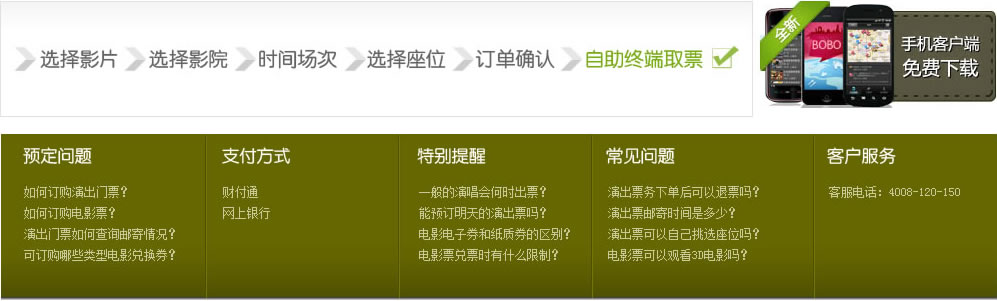 选择影片 选择影院 时间场次 选择座位 订单确认 自助终端取票
全新
BOBO
手机客户端
免费下载
预定问题
如何订购演出门票？
如何订购电影票？
演出门票如何查询邮寄情况？
可订购哪些类型电影兑换券？
支付方式
财付通
网上银行
特别提醒
一般的演唱会何时出票？
能预订明天的演出票吗？
电影电子券和纸质券的区别？
电影票兑票时有什么限制？
常见问题
演出票务下单后可以退票吗？
演出票邮寄时间是多少？
演出票可以自己挑选座位吗？
电影票可以观看3D电影吗？
客户服务
客服电话：4008-120-150